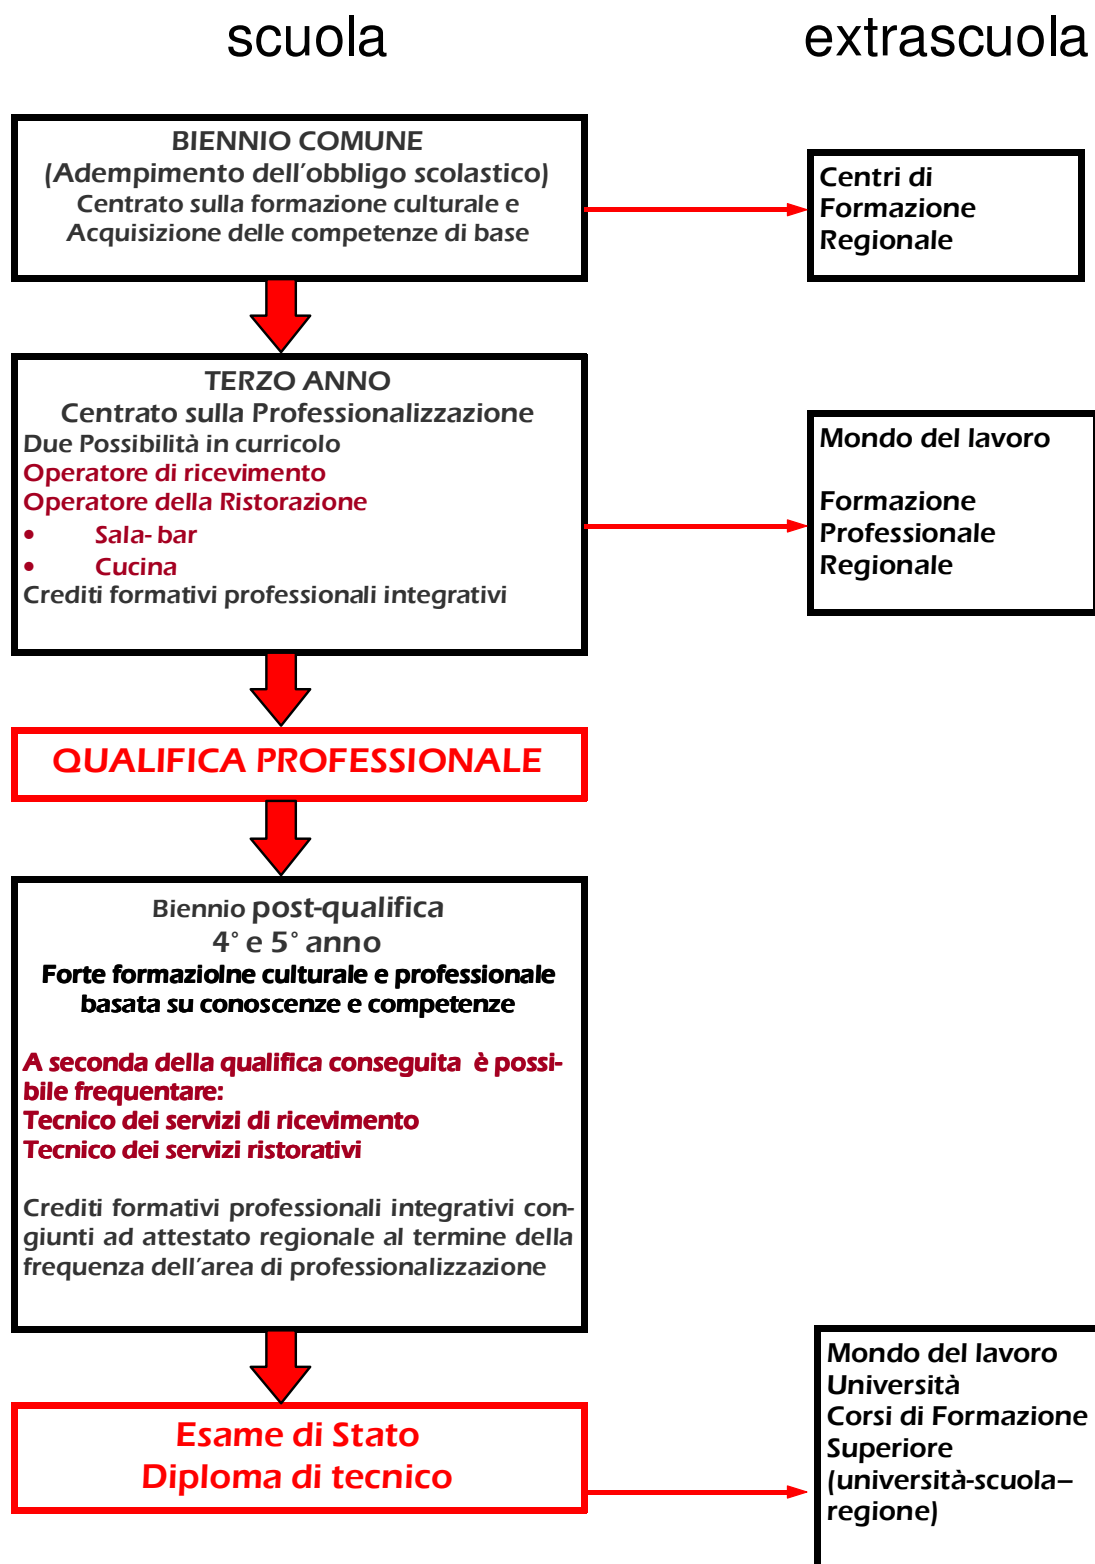 scuola
extrascuola
BIENNIO COMUNE
(Adempimento dell'obbligo scolastico)
Centrato sulla formazione culturale e
Acquisizione delle competenze di base
Centri di
Formazione
Regionale
TERZO ANNO
Centrato sulla Professionalizzazione
Due Possibilità in curricolo
Operatore di ricevimento
Operatore della Ristorazione
• Sala- bar
• Cucina
Crediti formativi professionali integrativi
Mondo del lavoro
Formazione
Professionale
Regionale
QUALIFICA PROFESSIONALE
Biennio post-qualifica
4° e 5° anno
Forte formaziolne culturale e professionale
basata su conoscenze e competenze
A seconda della qualifica conseguita è possi-
bile frequentare:
Tecnico dei servizi di ricevimento
Tecnico dei servizi ristorativi
Crediti formativi professionali integrativi con-
giunti ad attestato regionale al termine della
frequenza dell'area di professionalizzazione
Esame di Stato
Diploma di tecnico
Mondo del lavoro
Università
Corsi di Formazione
Superiore
(università-scuola–
regione)